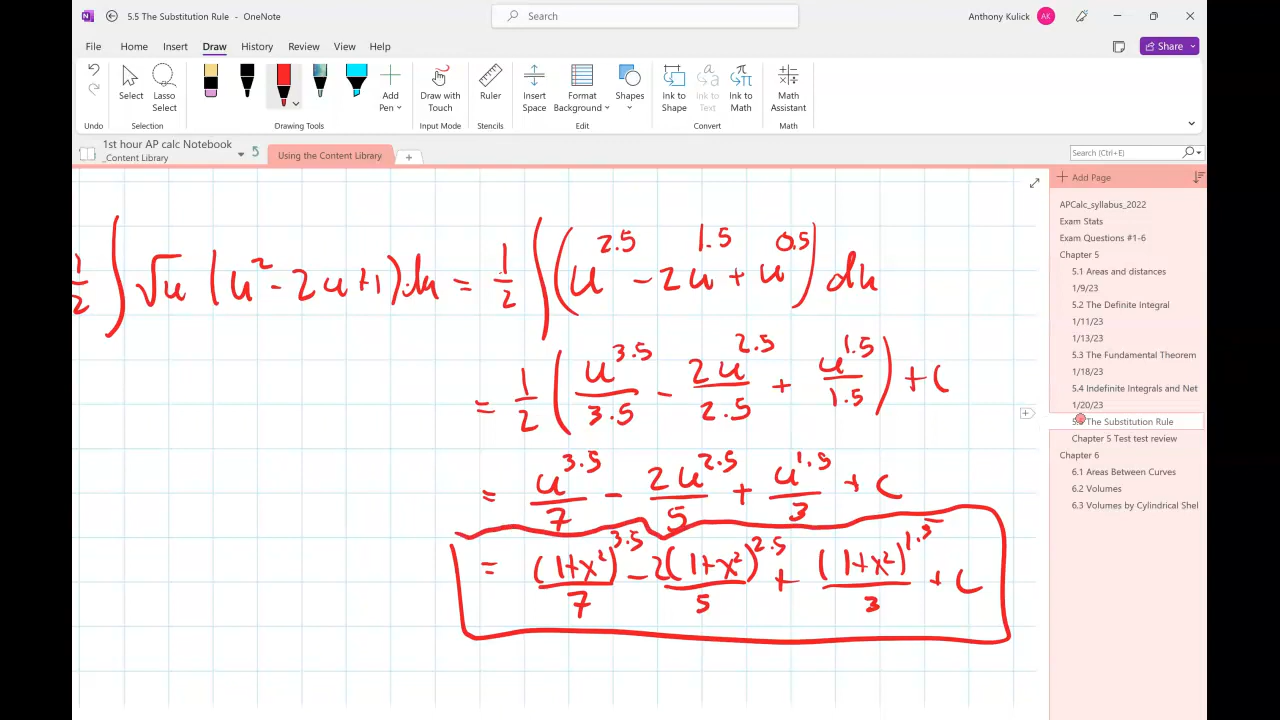 5.5 The Substitution Rule - OneNote
Search
Anthony Kulick AK
File Home Insert Draw History Review View Help
Share
Undo
Select
Lasso Select
Selection
Add Pen
Drawing Tools
Draw with Touch
Input Mode
Ruler
Stencils
Insert Space
Format Background
Shapes
Edit
Ink to Shape
Ink to Text
Ink to Math
Convert
Math Assistant
Math
1st hour AP calc Notebook
_Content Library
Using the Content Library
Search (Ctrl+E)
1/2 ∫ √u (u² - 2u + 1) du = 1/2 ∫ (u^2.5 - 2u^1.5 + u^0.5) du
= 1/2 (u^3.5/3.5 - 2u^2.5/2.5 + u^1.5/1.5) + C
= u^3.5/7 - 2u^2.5/5 + u^1.5/3 + C
= (1+x²)^3.5/7 - 2(1+x²)^2.5/5 + (1+x²)^1.5/3 + C
Add Page
APCalc_syllabus_2022
Exam Stats
Exam Questions #1-6
Chapter 5
5.1 Areas and distances
1/9/23
5.2 The Definite Integral
1/11/23
1/13/23
5.3 The Fundamental Theorem
1/18/23
5.4 Indefinite Integrals and Net
1/20/23
5.5 The Substitution Rule
Chapter 5 Test test review
Chapter 6
6.1 Areas Between Curves
6.2 Volumes
6.3 Volumes by Cylindrical Shel